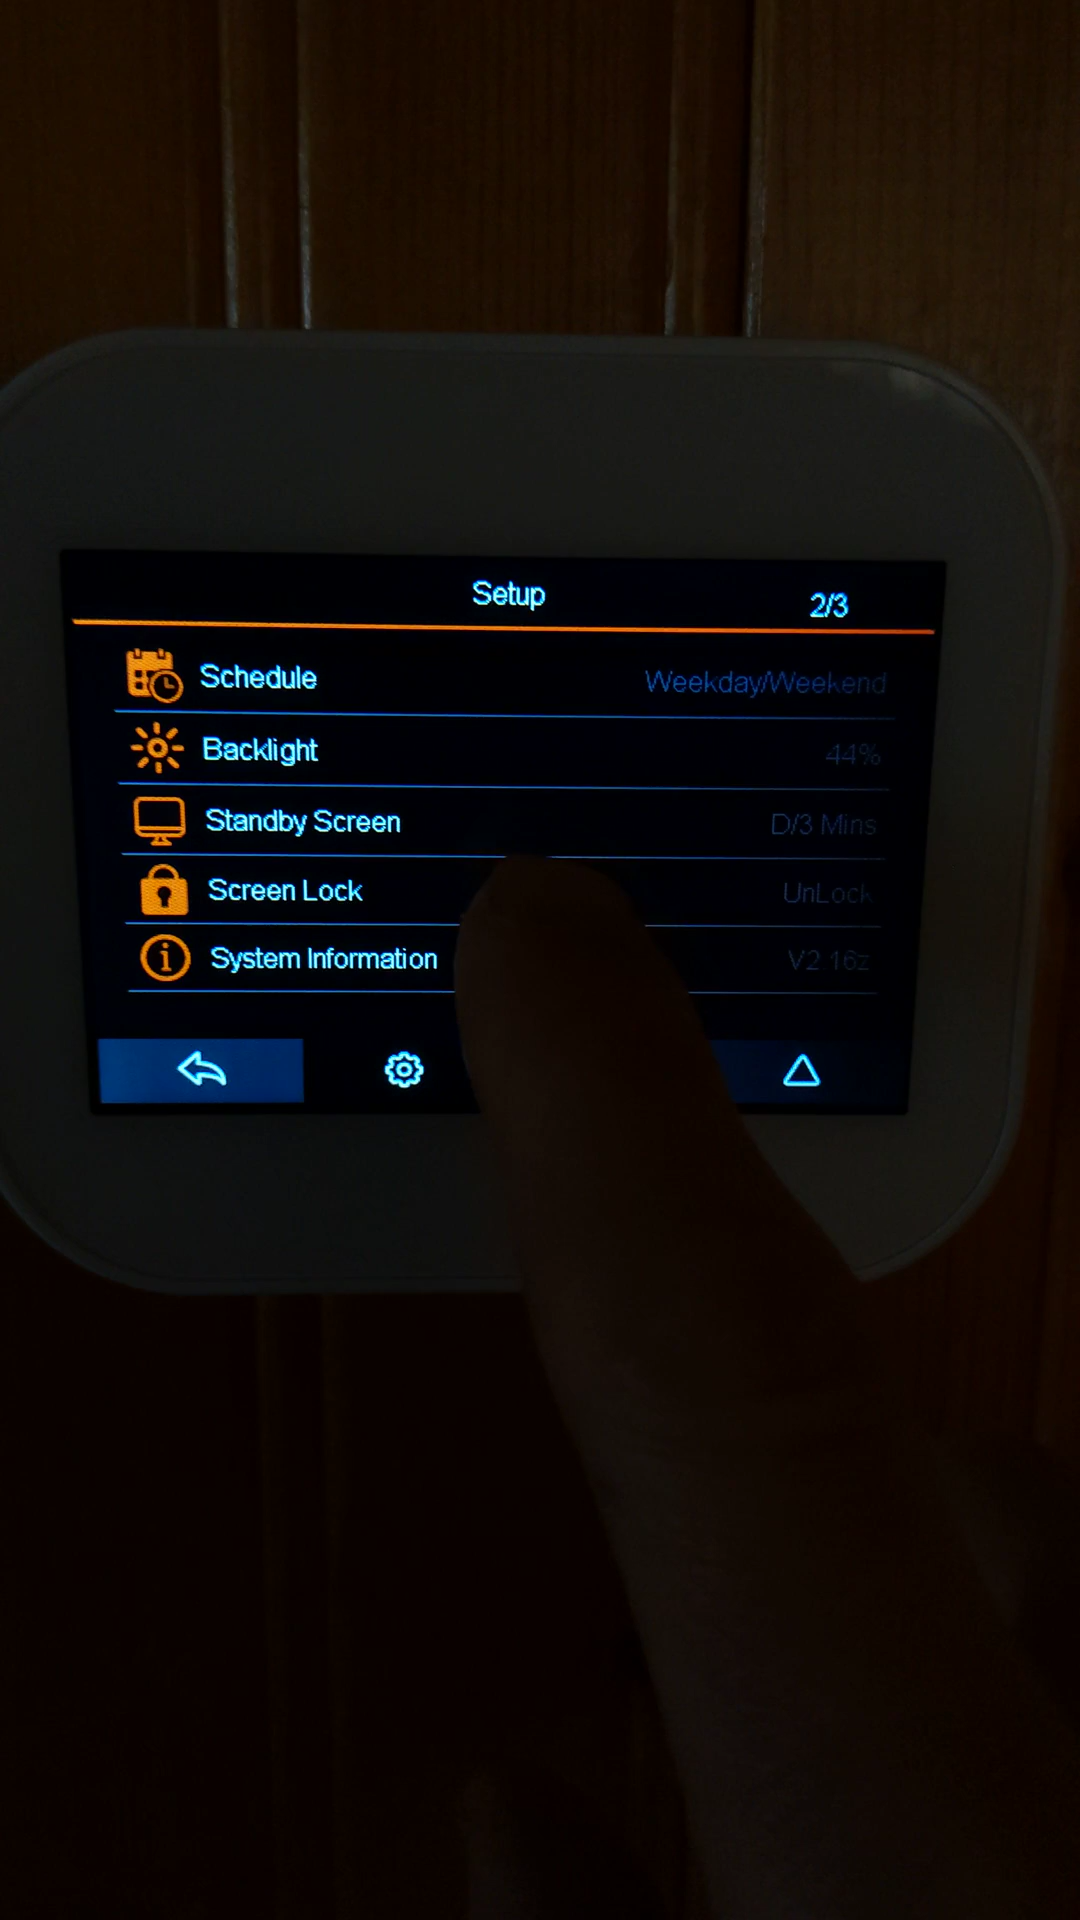 Setup 2/3
Schedule Weekday/Weekend
Backlight 44%
Standby Screen D/3 Mins
Screen Lock UnLock
System Information V2 16z